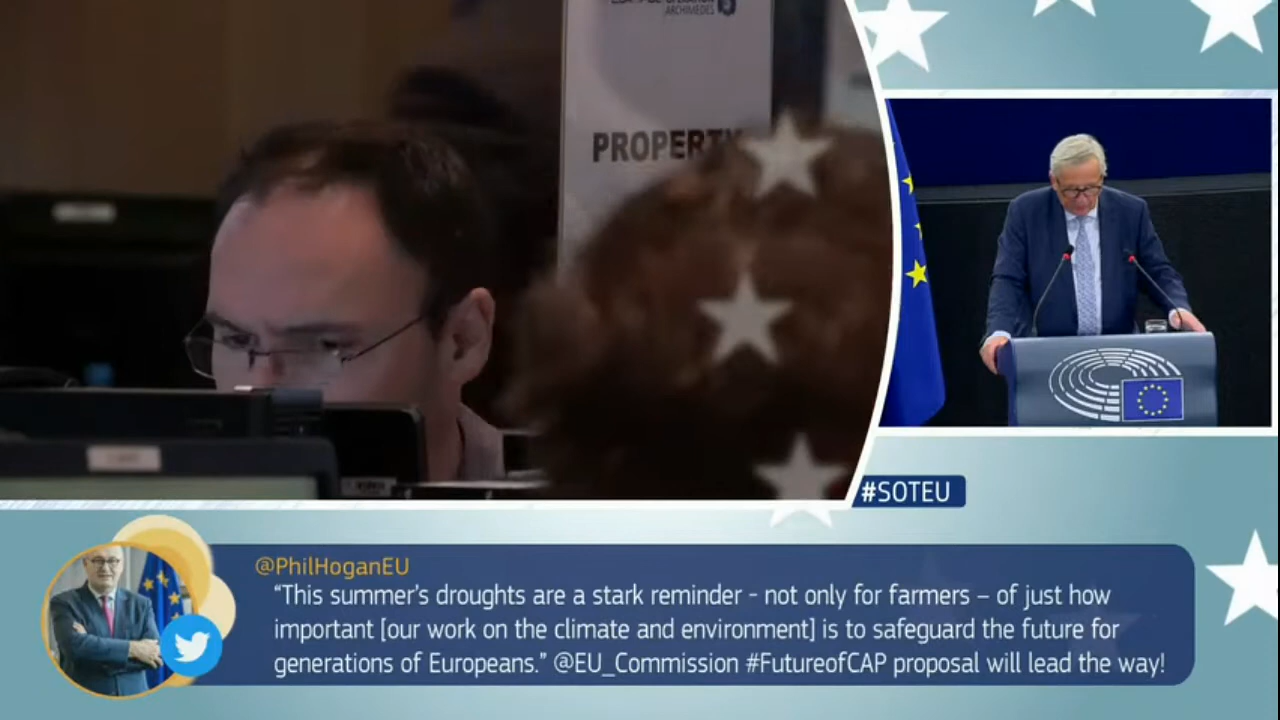 ARCHIMEDES
PROPERTY
#SOTEU
@PhilHoganEU
“This summer's droughts are a stark reminder - not only for farmers – of just how
important [our work on the climate and environment] is to safeguard the future for
generations of Europeans.” @EU_Commission #FutureofCAP proposal will lead the way!